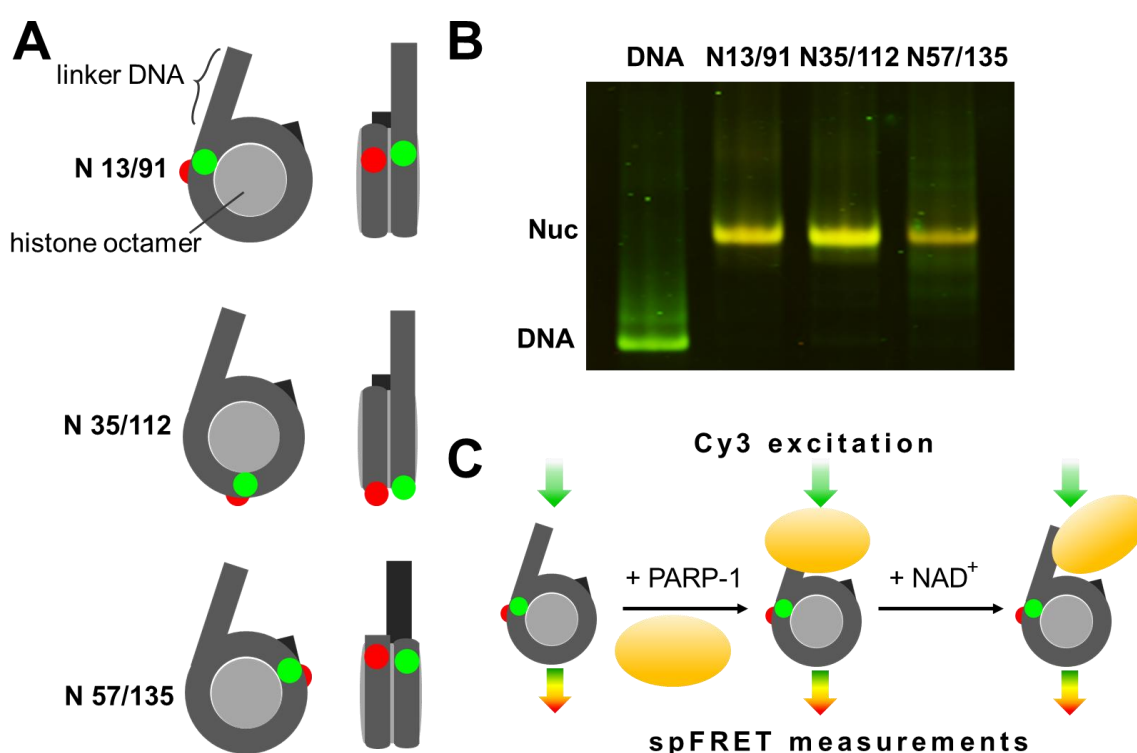 A
linker DNA
N 13/91
histone octamer
N 35/112
N 57/135
B
DNA N13/91 N35/112 N57/135
Nuc
DNA
C
Cy3 excitation
+ PARP-1
+ NAD⁺
spFRET measurements